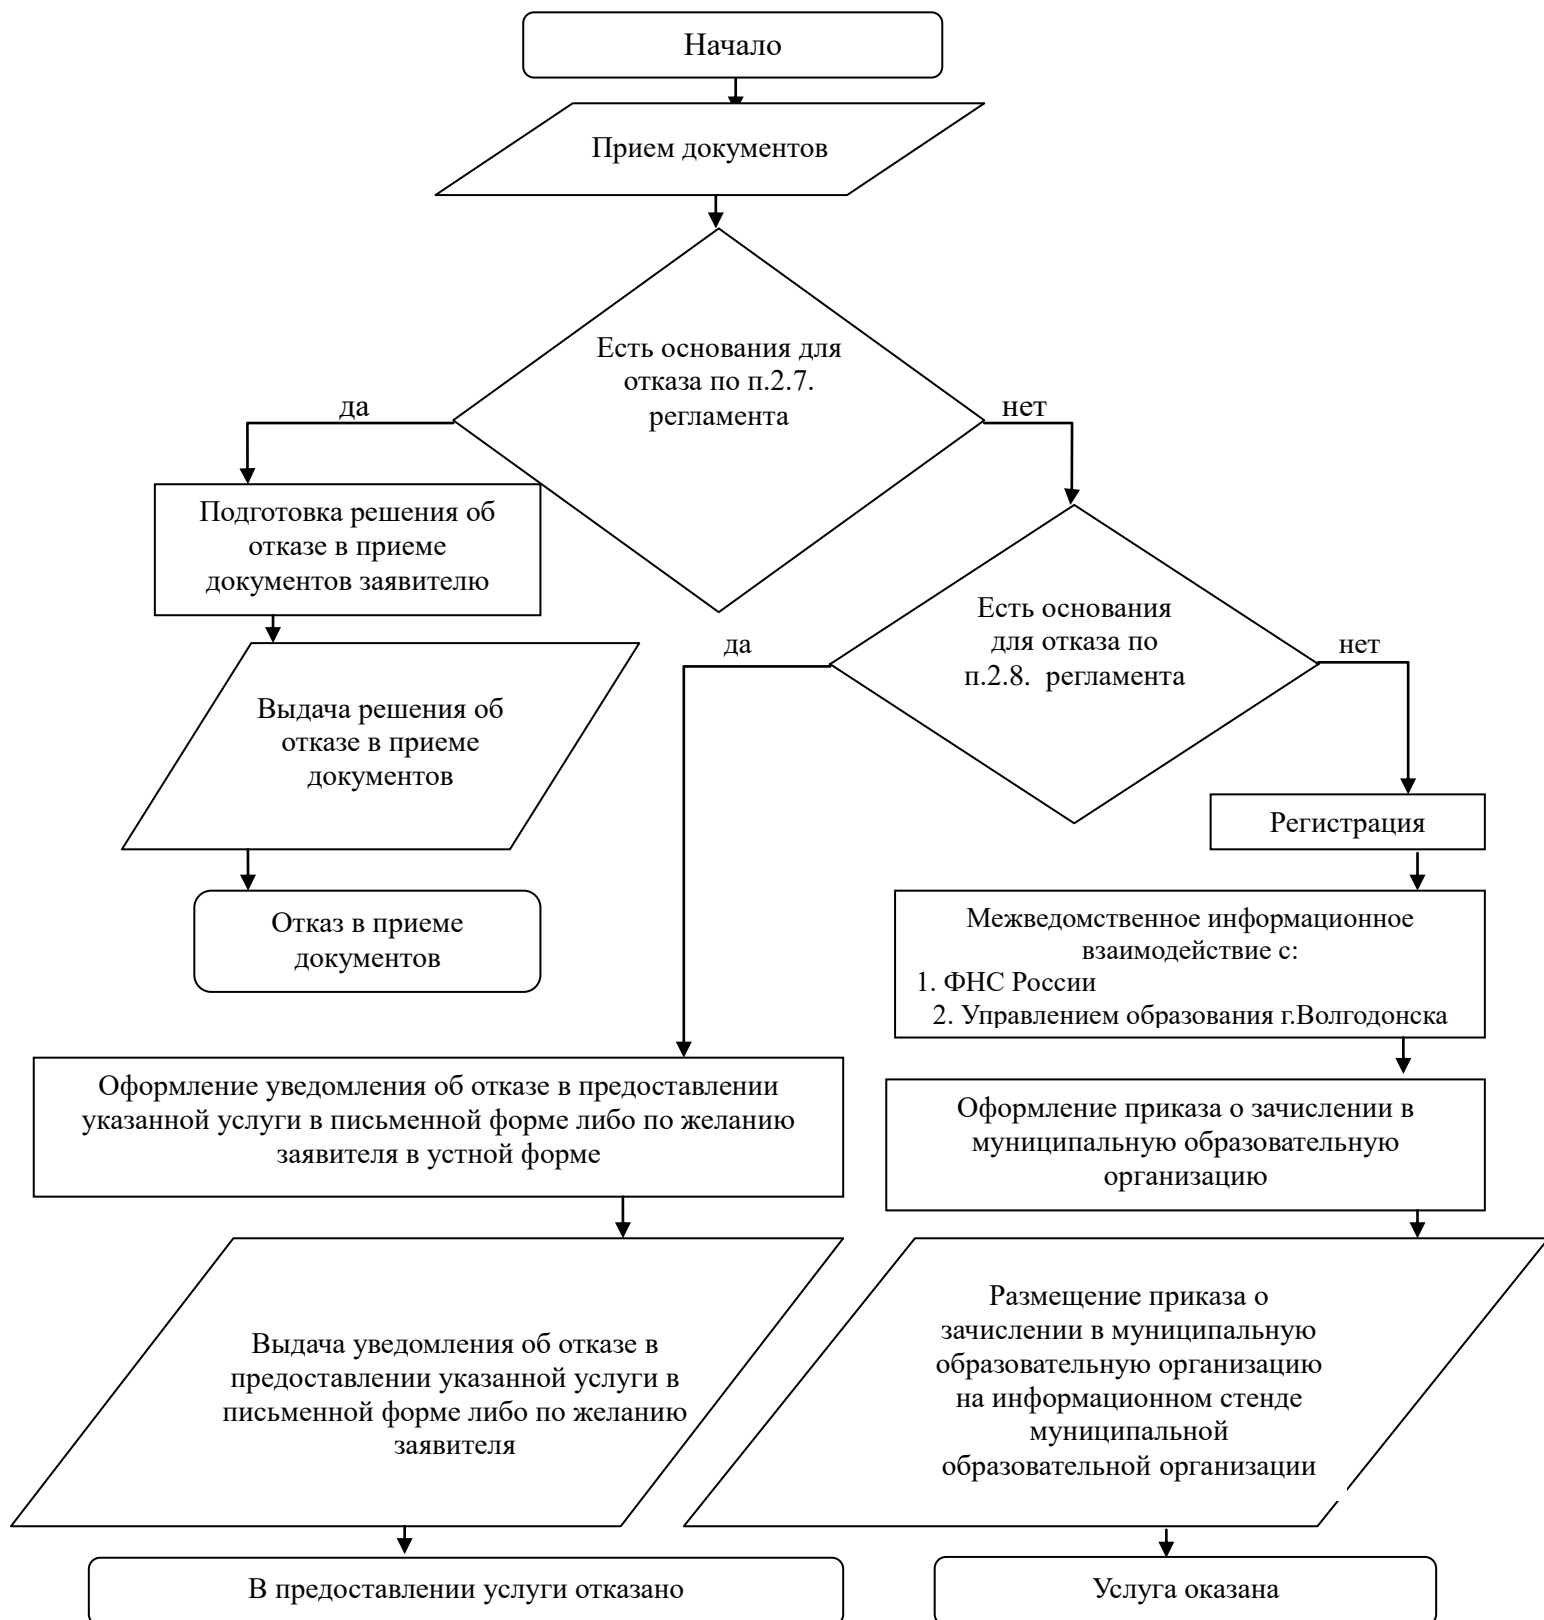 Начало
Прием документов
Есть основания для
отказа по п.2.7.
регламента
да
нет
Подготовка решения об
отказе в приеме
документов заявителю
Есть основания
для отказа по
п.2.8. регламента
да
нет
Выдача решения об
отказе в приеме
документов
Регистрация
Отказ в приеме
документов
Межведомственное информационное
взаимодействие с:
1. ФНС России
2. Управлением образования г.Волгодонска
Оформление уведомления об отказе в предоставлении
указанной услуги в письменной форме либо по желанию
заявителя в устной форме
Оформление приказа о зачислении в
муниципальную образовательную
организацию
Выдача уведомления об отказе в
предоставлении указанной услуги в
письменной форме либо по желанию
заявителя
Размещение приказа о
зачислении в муниципальную
образовательную организацию
на информационном стенде
муниципальной
образовательной организации
В предоставлении услуги отказано
Услуга оказана